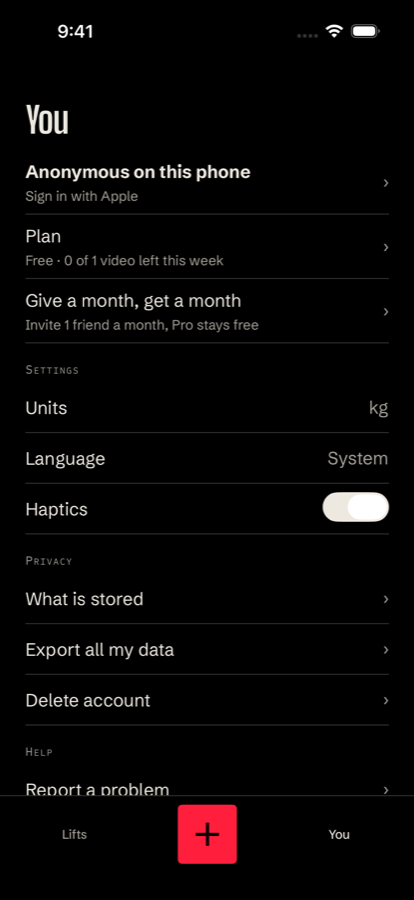 9:41
You
Anonymous on this phone
Sign in with Apple
Plan
Free · 0 of 1 video left this week
Give a month, get a month
Invite 1 friend a month, Pro stays free
Settings
Units kg
Language System
Haptics
Privacy
What is stored
Export all my data
Delete account
Help
Report a problem
Lifts
You